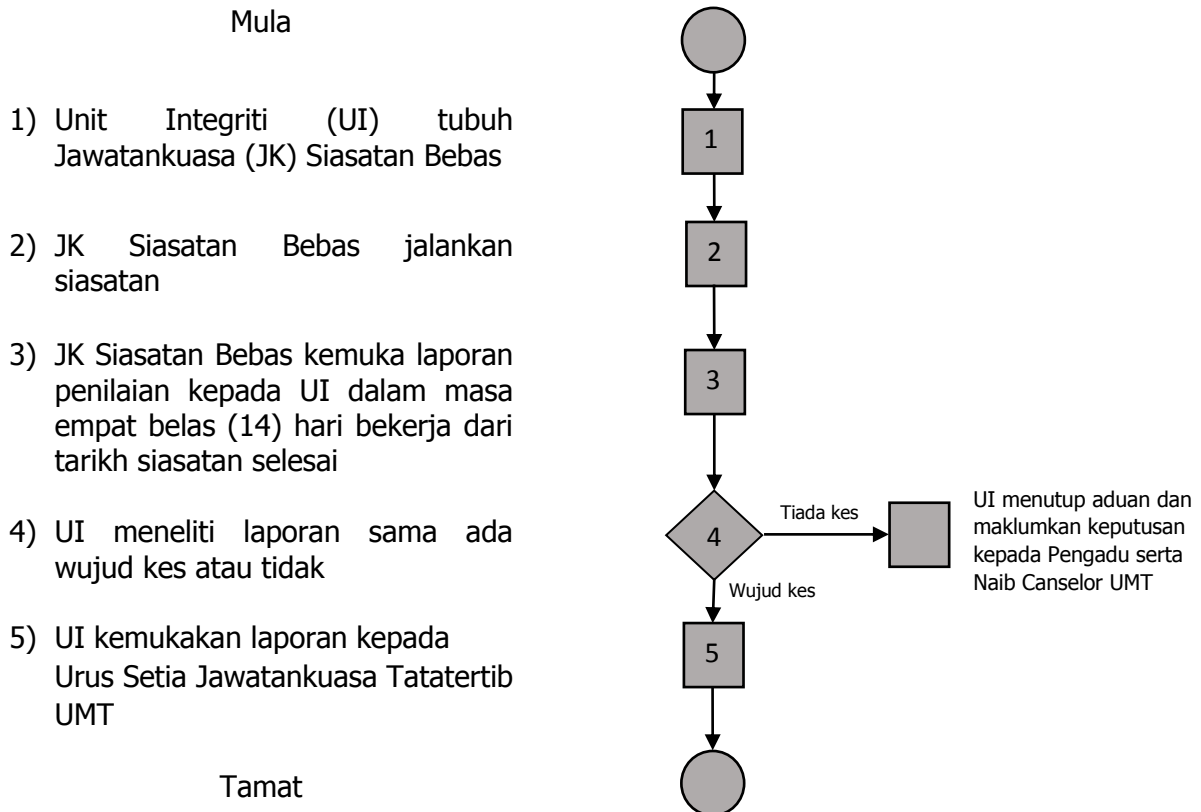 Mula
1) Unit Integriti (UI) tubuh
Jawatankuasa (JK) Siasatan Bebas
2) JK Siasatan Bebas jalankan
siasatan
3) JK Siasatan Bebas kemuka laporan
penilaian kepada UI dalam masa
empat belas (14) hari bekerja dari
tarikh siasatan selesai
4) UI meneliti laporan sama ada
wujud kes atau tidak
5) UI kemukakan laporan kepada
Urus Setia Jawatankuasa Tatatertib
UMT
Tamat
1
2
3
4
Tiada kes
UI menutup aduan dan
maklumkan keputusan
kepada Pengadu serta
Naib Canselor UMT
Wujud kes
5